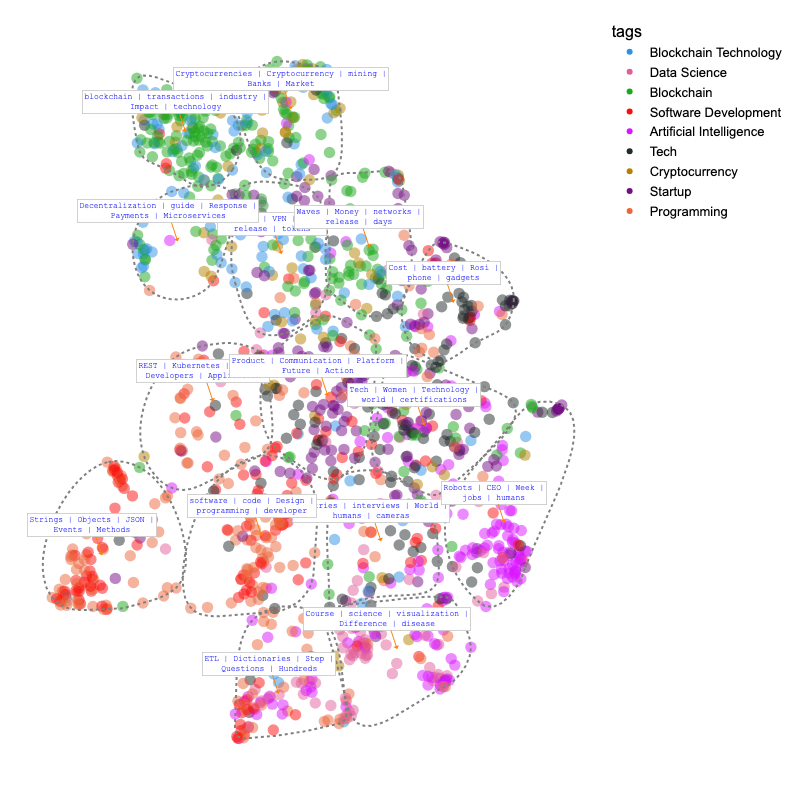 tags
Blockchain Technology
Data Science
Blockchain
Software Development
Artificial Intelligence
Tech
Cryptocurrency
Startup
Programming
Cryptocurrencies | Cryptocurrency | mining |
Banks | Market
blockchain | transactions | industry |
Impact | technology
Decentralization | guide | Response |
Payments | Microservices
| VPN |
release | tokens
Waves | Money | networks |
release | days
Cost | battery | Rosi |
phone | gadgets
REST | Kubernetes |
Developers |
Product | Communication | Platform |
Future | Action
Tech | Women | Technology |
world | certifications
Robots | CEO | Week |
jobs | humans
software | code | Design |
programming | developer
| interviews | World
humans | cameras
Strings | Objects | JSON |
Events | Methods
Course | science | visualization |
Difference | disease
ETL | Dictionaries | Step |
Questions | Hundreds